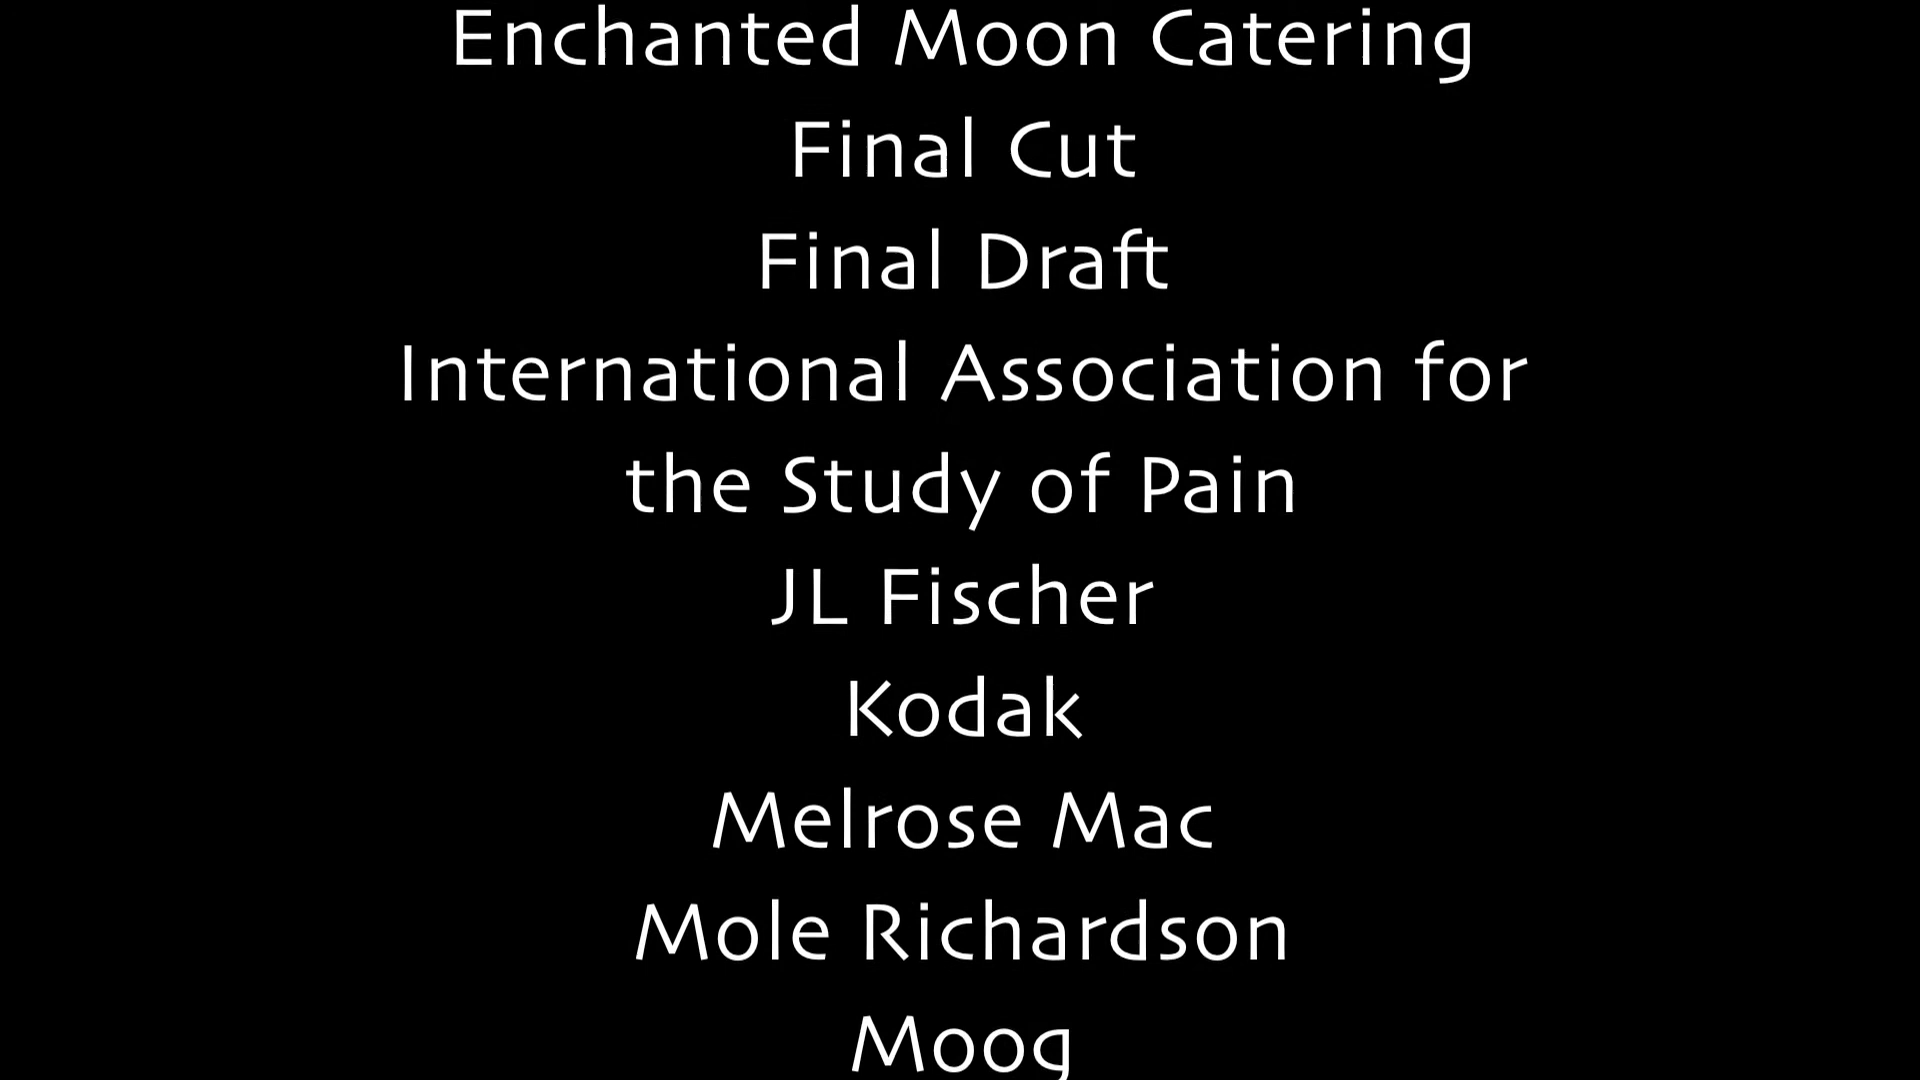 Enchanted Moon Catering
Final Cut
Final Draft
International Association for
the Study of Pain
JL Fischer
Kodak
Melrose Mac
Mole Richardson
Moog